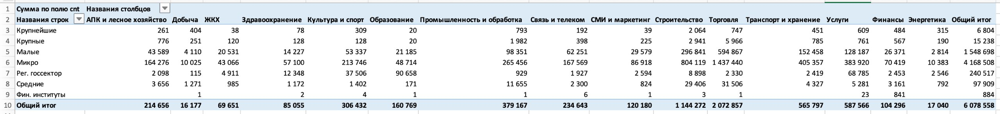 1 Сумма по полю cnt Названия столбцов
2 Названия строк АПК и лесное хозяйство Добыча ЖКХ Здравоохранение Культура и спорт Образование Промышленность и обработка Связь и телеком СМИ и маркетинг Строительство Торговля Транспорт и хранение Услуги Финансы Энергетика Общий итог
3 Крупнейшие 261 404 38 78 309 20 793 192 39 2 064 747 451 609 484 315 6 804
4 Крупные 776 251 120 128 128 20 1 982 398 225 2 941 5 966 785 761 567 190 15 238
5 Малые 43 589 4 110 20 531 14 227 53 337 21 185 98 351 62 251 29 579 296 841 594 867 152 458 128 187 26 371 2 814 1 548 698
6 Микро 164 276 10 025 43 066 57 100 213 746 48 714 265 456 167 569 86 918 804 119 1 437 440 405 357 383 920 70 419 10 383 4 168 508
7 Рег. госсектор 2 098 115 4 911 12 348 37 506 90 658 929 1 927 2 594 8 898 2 330 2 419 68 785 2 453 2 546 240 517
8 Средние 3 656 1 271 985 1 172 1 402 171 11 655 2 300 824 29 406 31 506 4 327 5 281 3 161 792 97 909
9 Фин. институты 1 2 4 1 1 6 1 3 1 23 841 884
10 Общий итог 214 656 16 177 69 651 85 055 306 432 160 769 379 167 234 643 120 180 1 144 272 2 072 857 565 797 587 566 104 296 17 040 6 078 558